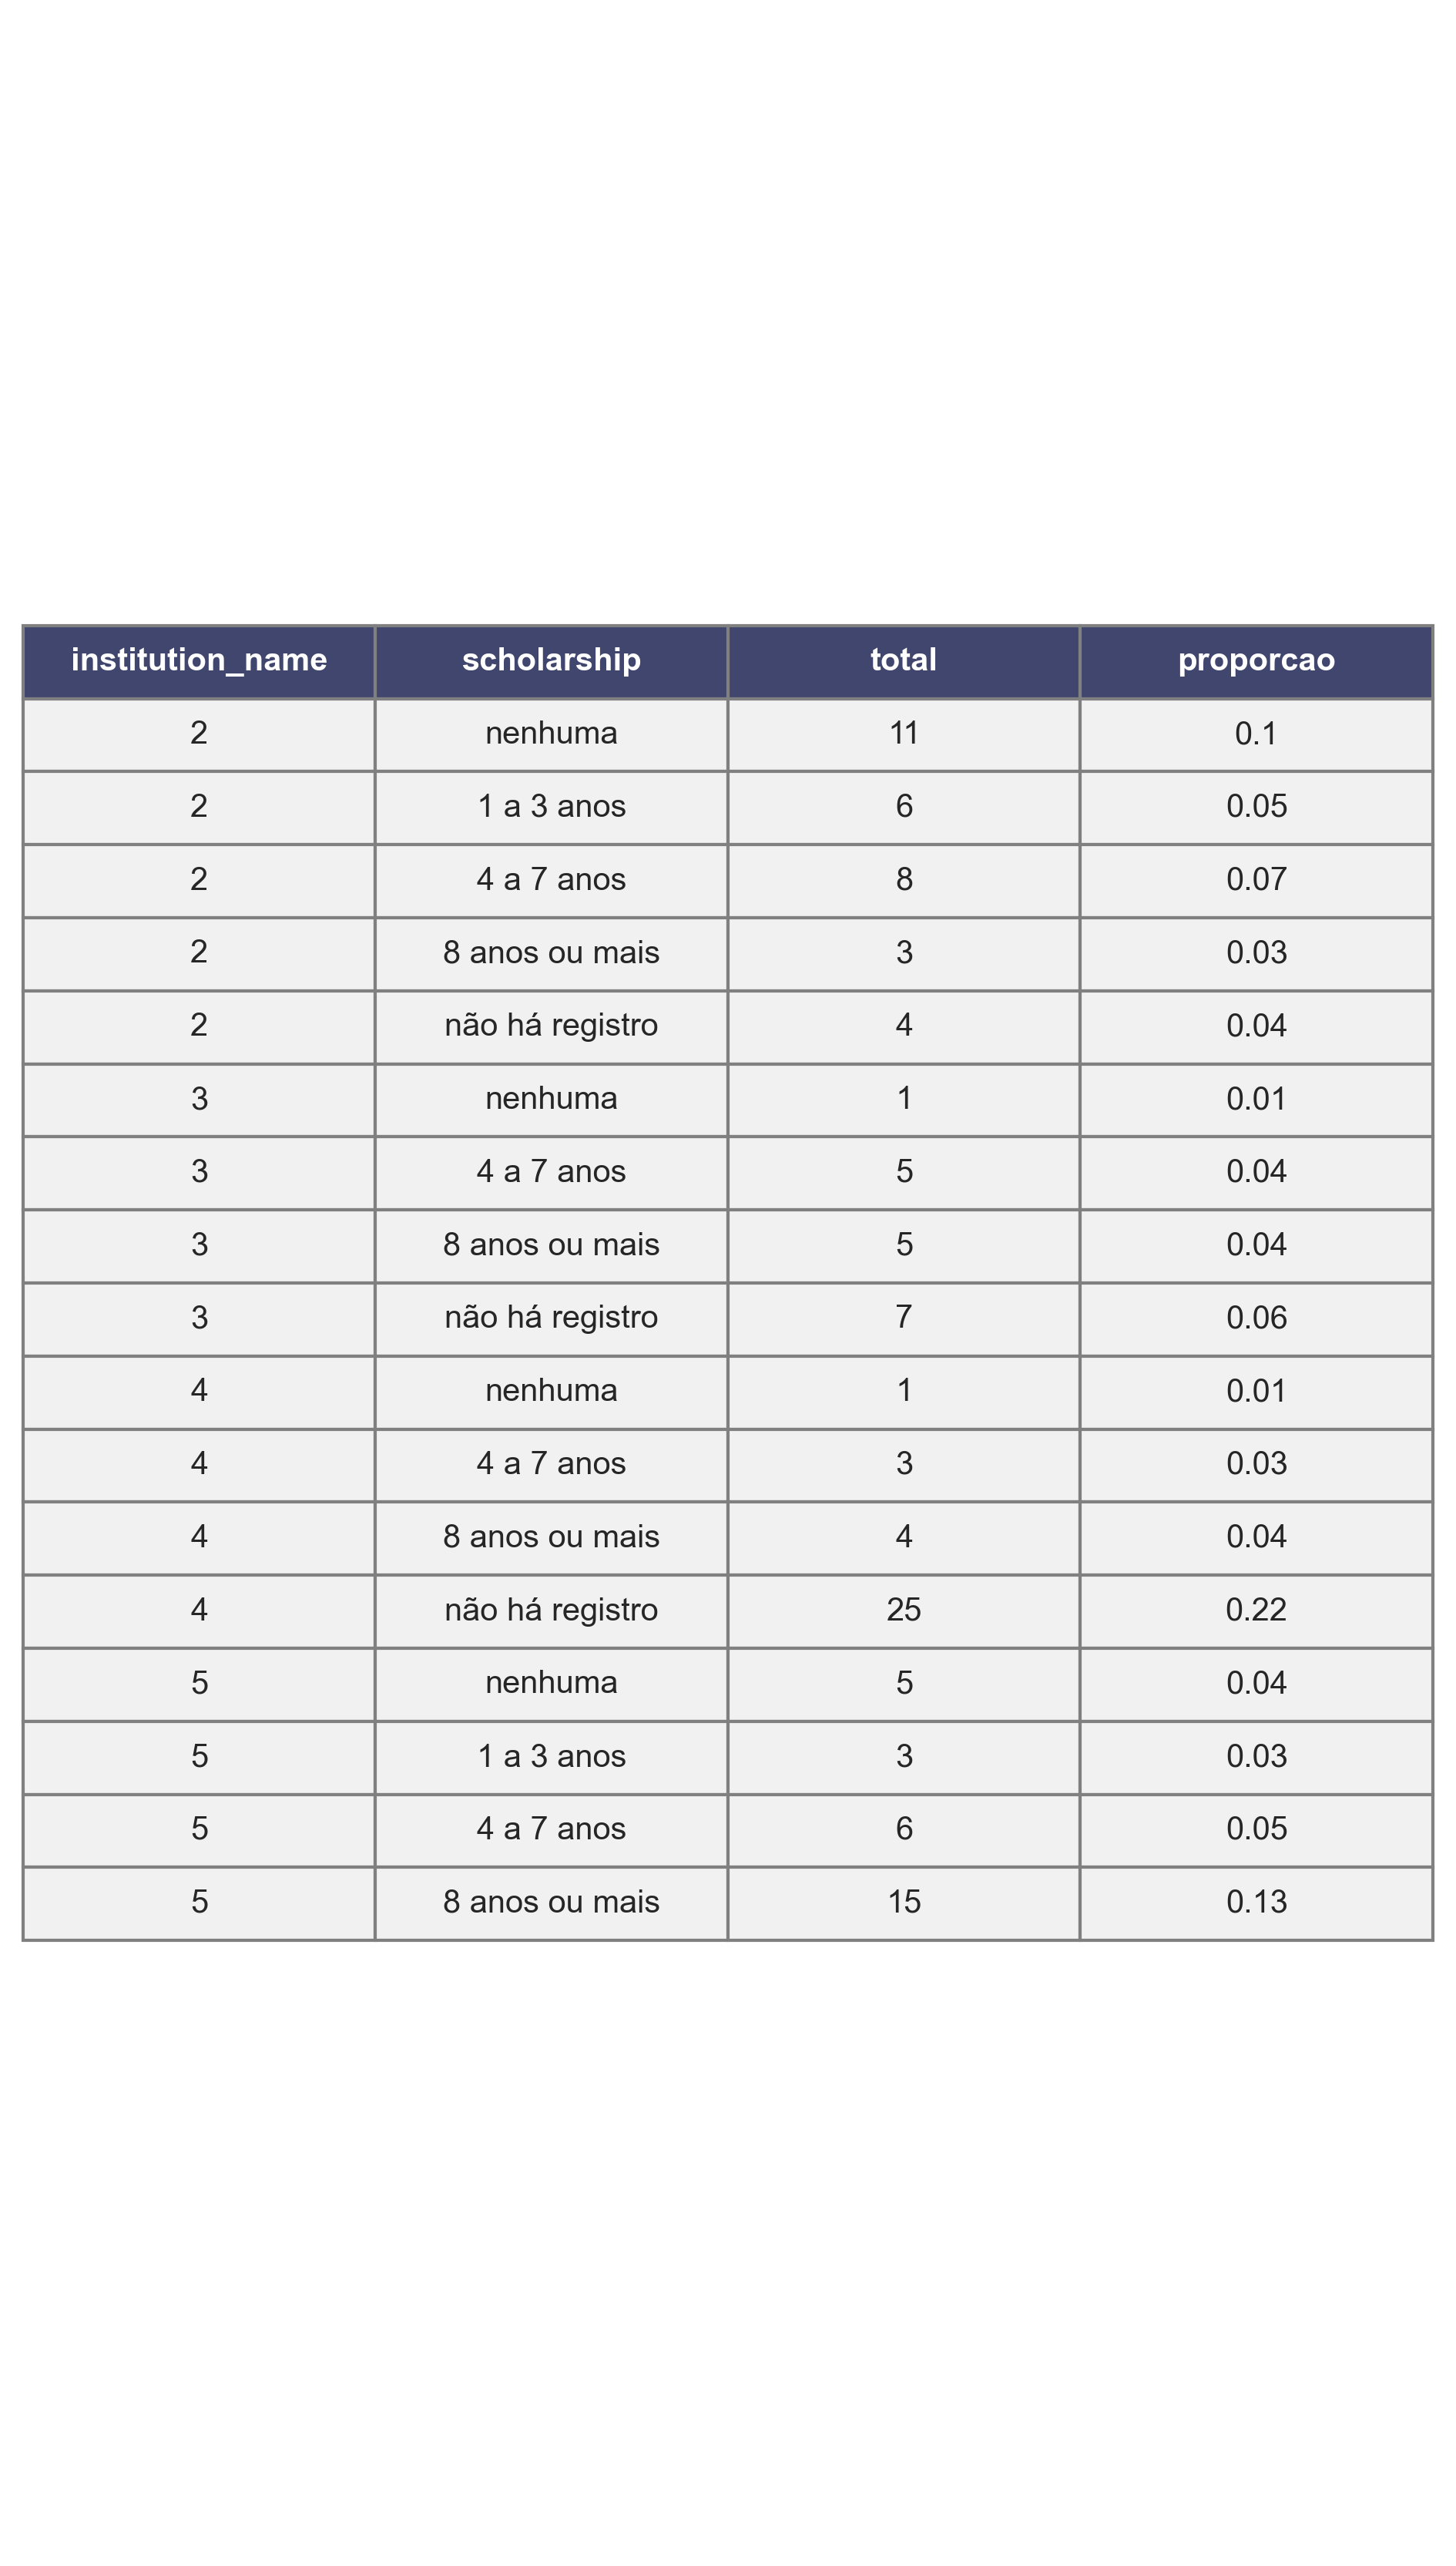 institution_name scholarship total proporcao
2 nenhuma 11 0.1
2 1 a 3 anos 6 0.05
2 4 a 7 anos 8 0.07
2 8 anos ou mais 3 0.03
2 não há registro 4 0.04
3 nenhuma 1 0.01
3 4 a 7 anos 5 0.04
3 8 anos ou mais 5 0.04
3 não há registro 7 0.06
4 nenhuma 1 0.01
4 4 a 7 anos 3 0.03
4 8 anos ou mais 4 0.04
4 não há registro 25 0.22
5 nenhuma 5 0.04
5 1 a 3 anos 3 0.03
5 4 a 7 anos 6 0.05
5 8 anos ou mais 15 0.13